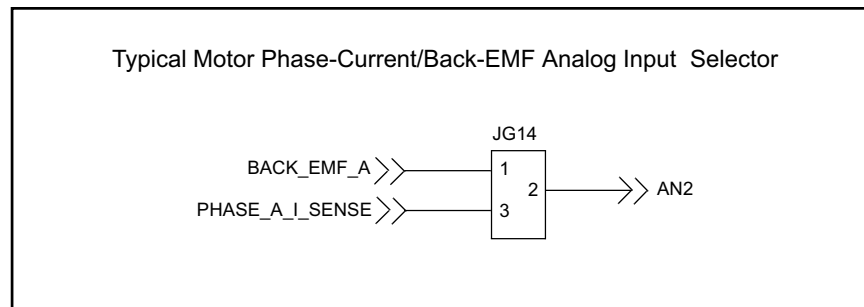 Typical Motor Phase-Current/Back-EMF Analog Input Selector
JG14
BACK_EMF_A
1
2
AN2
PHASE_A_I_SENSE
3